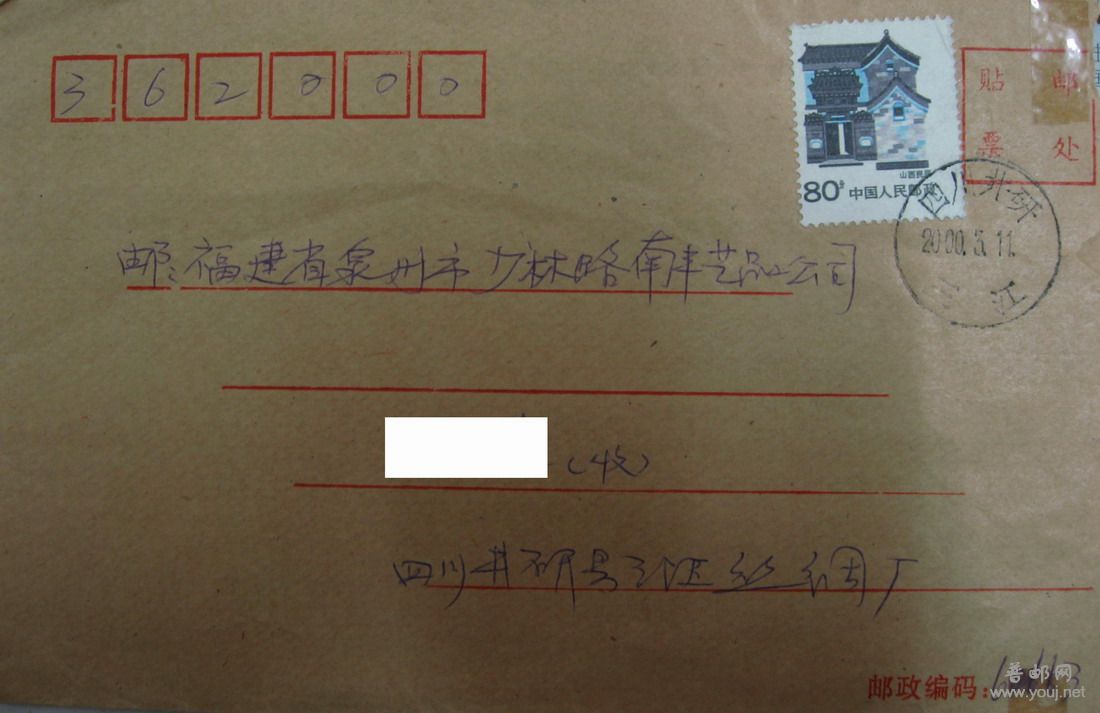 362000
贴 邮
票 处
山西民居
80分 中国人民邮政
四川井研
2000.3.11.
邮:福建省泉州市少林路南丰艺品公司
(收)
四川井研县三江丝绸厂
邮政编码:
普邮网
www.youj.net